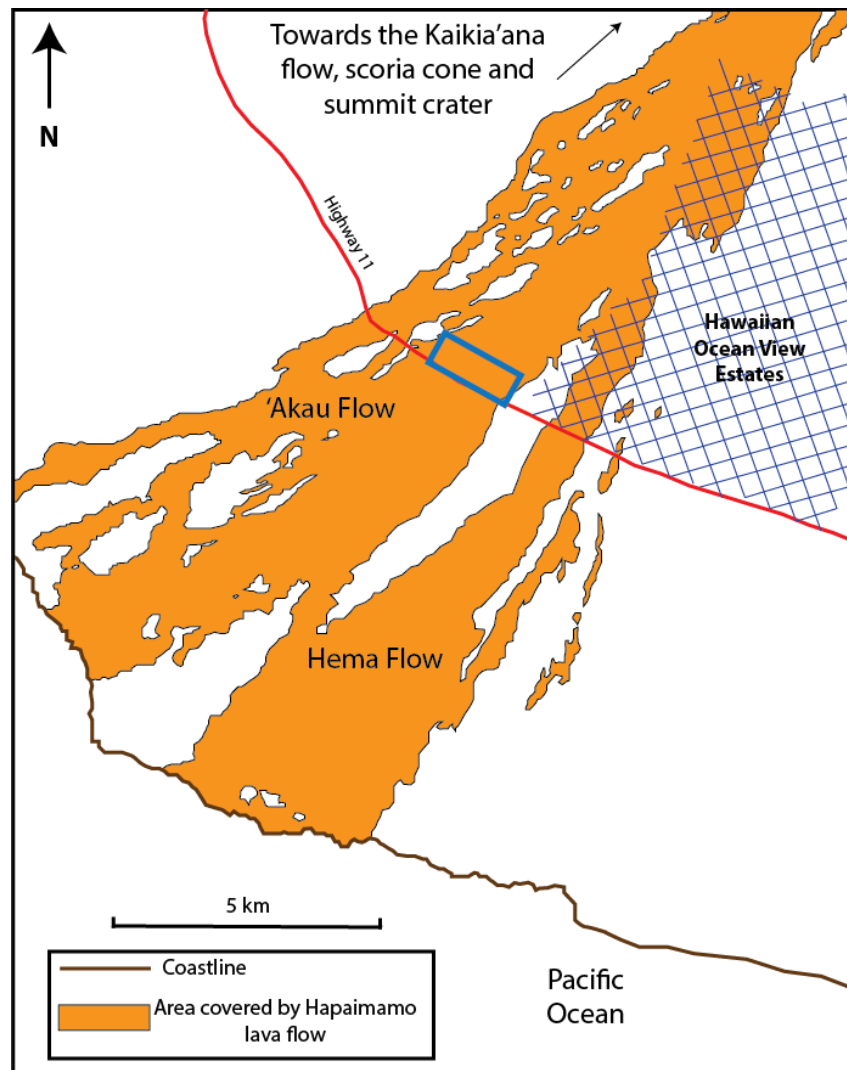 Towards the Kaikia'ana
flow, scoria cone and
summit crater
N
Highway 11
Hawaiian
Ocean View
Estates
'Akau Flow
Hema Flow
5 km
Coastline
Area covered by Hapaimamo
lava flow
Pacific
Ocean